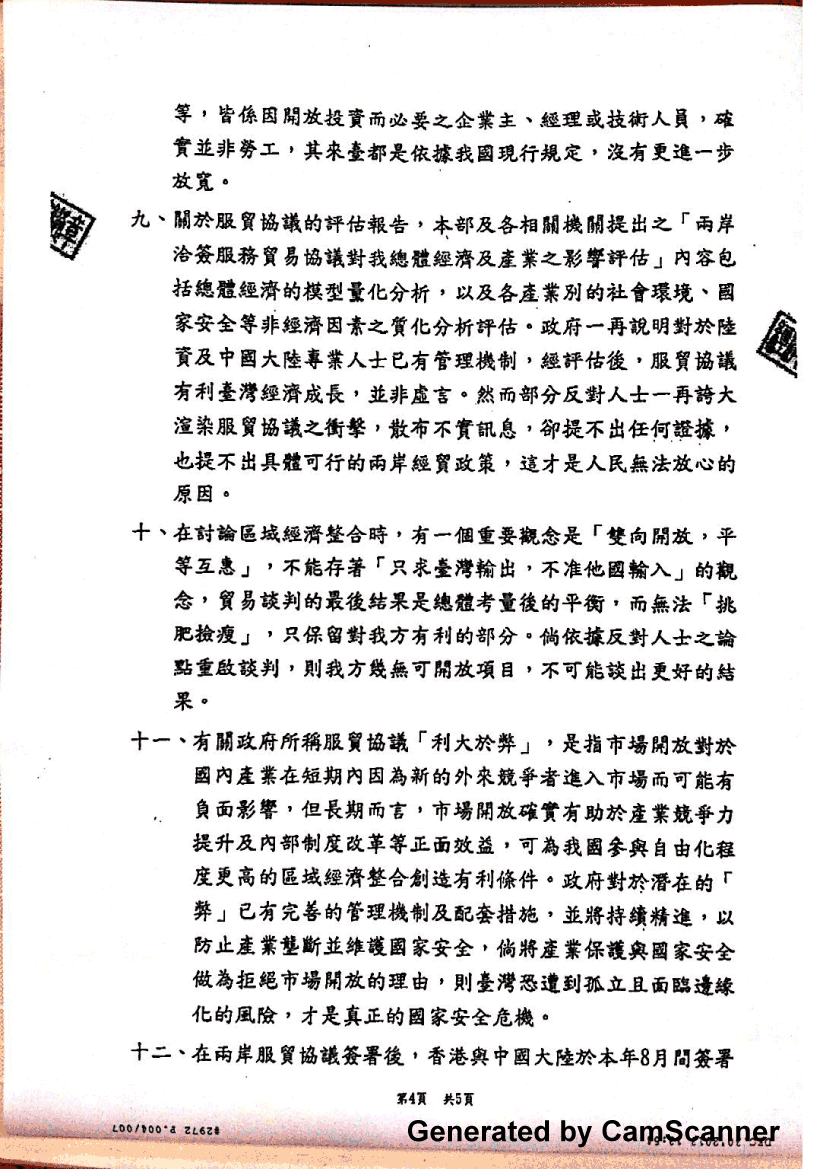 等，皆係因開放投資而必要之企業主、經理或技術人員，確
實並非勞工，其來臺都是依據我國現行規定，沒有更進一步
放寬。
九、關於服貿協議的評估報告，本部及各相關機關提出之「兩岸
洽簽服務貿易協議對我總體經濟及產業之影響評估」內容包
括總體經濟的模型量化分析，以及各產業別的社會環境、國
家安全等非經濟因素之質化分析評估。政府一再說明對於陸
資及中國大陸專業人士已有管理機制，經評估後，服貿協議
有利臺灣經濟成長，並非虛言。然而部分反對人士一再誇大
渲染服貿協議之衝擊，散布不實訊息，卻提不出任何證據，
也提不出具體可行的兩岸經貿政策，這才是人民無法放心的
原因。
十、在討論區域經濟整合時，有一個重要觀念是「雙向開放，平
等互惠」，不能存著「只求臺灣輸出，不准他國輸入」的觀
念，貿易談判的最後結果是總體考量後的平衡，而無法「挑
肥撿瘦」，只保留對我方有利的部分。倘依據反對人士之論
點重啟談判，則我方幾無可開放項目，不可能談出更好的結
果。
十一、有關政府所稱服貿協議「利大於弊」，是指市場開放對於
國內產業在短期內因為新的外來競爭者進入市場而可能有
負面影響，但長期而言，市場開放確實有助於產業競爭力
提升及內部制度改革等正面效益，可為我國參與自由化程
度更高的區域經濟整合創造有利條件。政府對於潛在的「
弊」已有完善的管理機制及配套措施，並將持續精進，以
防止產業壟斷並維護國家安全，倘將產業保護與國家安全
做為拒絕市場開放的理由，則臺灣恐遭到孤立且面臨邊緣
化的風險，才是真正的國家安全危機。
十二、在兩岸服貿協議簽署後，香港與中國大陸於本年8月間簽署
第4頁 共5頁
#2972 P.004/007
Generated by CamScanner